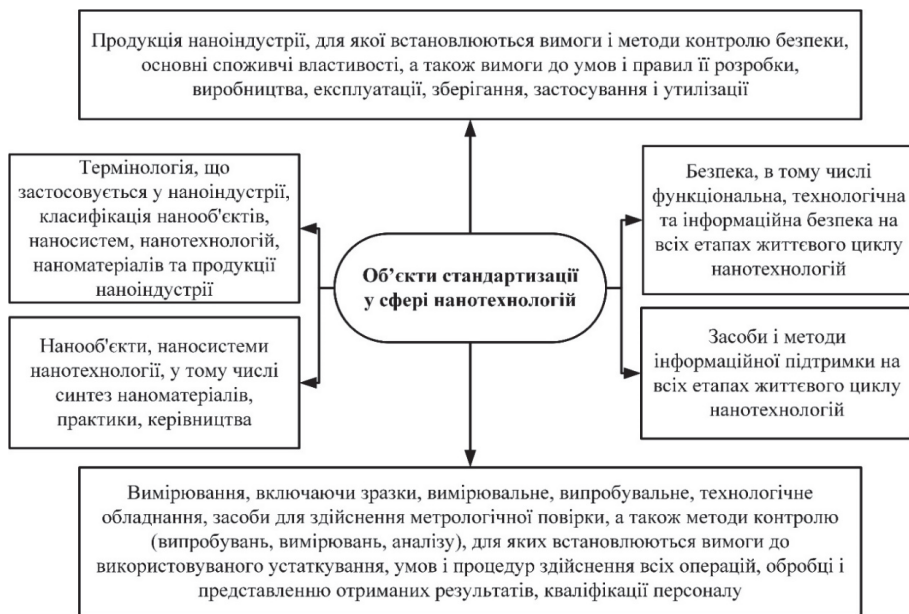 Продукція наноіндустрії, для якої встановлюються вимоги і методи контролю безпеки,
основні споживчі властивості, а також вимоги до умов і правил її розробки,
виробництва, експлуатації, зберігання, застосування і утилізації
Термінологія, що
застосовується у наноіндустрії,
класифікація нанооб'єктів,
наносистем, нанотехнологій,
наноматеріалів та продукції
наноіндустрії
Безпека, в тому числі
функціональна, технологічна
та інформаційна безпека на
всіх етапах життєвого циклу
нанотехнологій
Об’єкти стандартизації
у сфері нанотехнологій
Нанооб'єкти, наносистеми
нанотехнології, у тому числі
синтез наноматеріалів,
практики, керівництва
Засоби і методи
інформаційної підтримки на
всіх етапах життєвого циклу
нанотехнологій
Вимірювання, включаючи зразки, вимірювальне, випробувальне, технологічне
обладнання, засоби для здійснення метрологічної повірки, а також методи контролю
(випробувань, вимірювань, аналізу), для яких встановлюються вимоги до
використовуваного устаткування, умов і процедур здійснення всіх операцій, обробці і
представленню отриманих результатів, кваліфікації персоналу